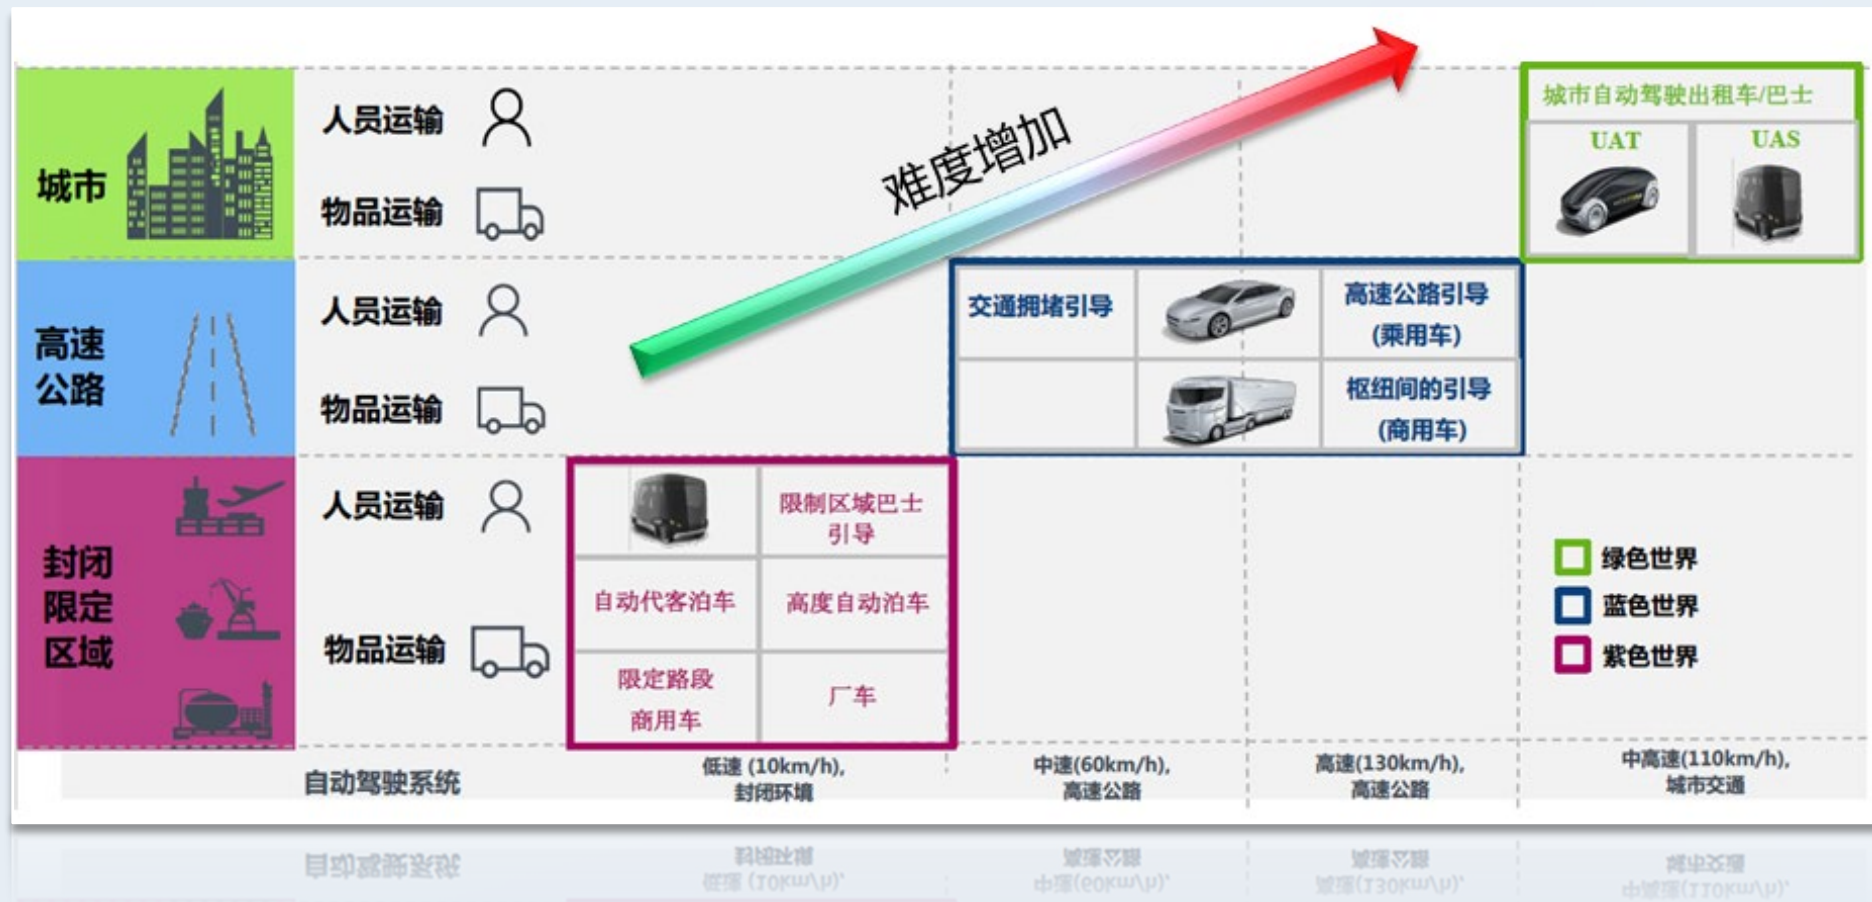 城市
人员运输
物品运输
难度增加
城市自动驾驶出租车/巴士
UAT
UAS
高速
公路
人员运输
物品运输
交通拥堵引导
高速公路引导
(乘用车)
枢纽间的引导
(商用车)
封闭
限定
区域
人员运输
物品运输
限制区域巴士
引导
自动代客泊车
高度自动泊车
限定路段
商用车
厂车
绿色世界
蓝色世界
紫色世界
自动驾驶系统
低速 (10km/h),
封闭环境
中速(60km/h),
高速公路
高速(130km/h),
高速公路
中高速(110km/h),
城市交通